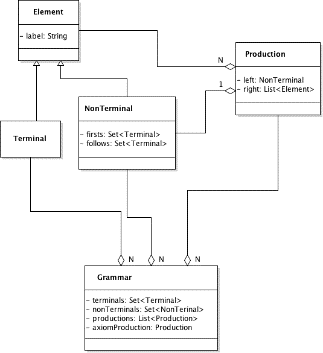 Element
- label: String
Production
- left: NonTerminal
- right: List<Element>
N
1
NonTerminal
- firsts: Set<Terminal>
- follows: Set<Terminal>
Terminal
N
N
N
Grammar
- terminals: Set<Terminal>
- nonTerminals: Set<NonTerinal>
- productions: List<Production>
- axiomProduction: Production